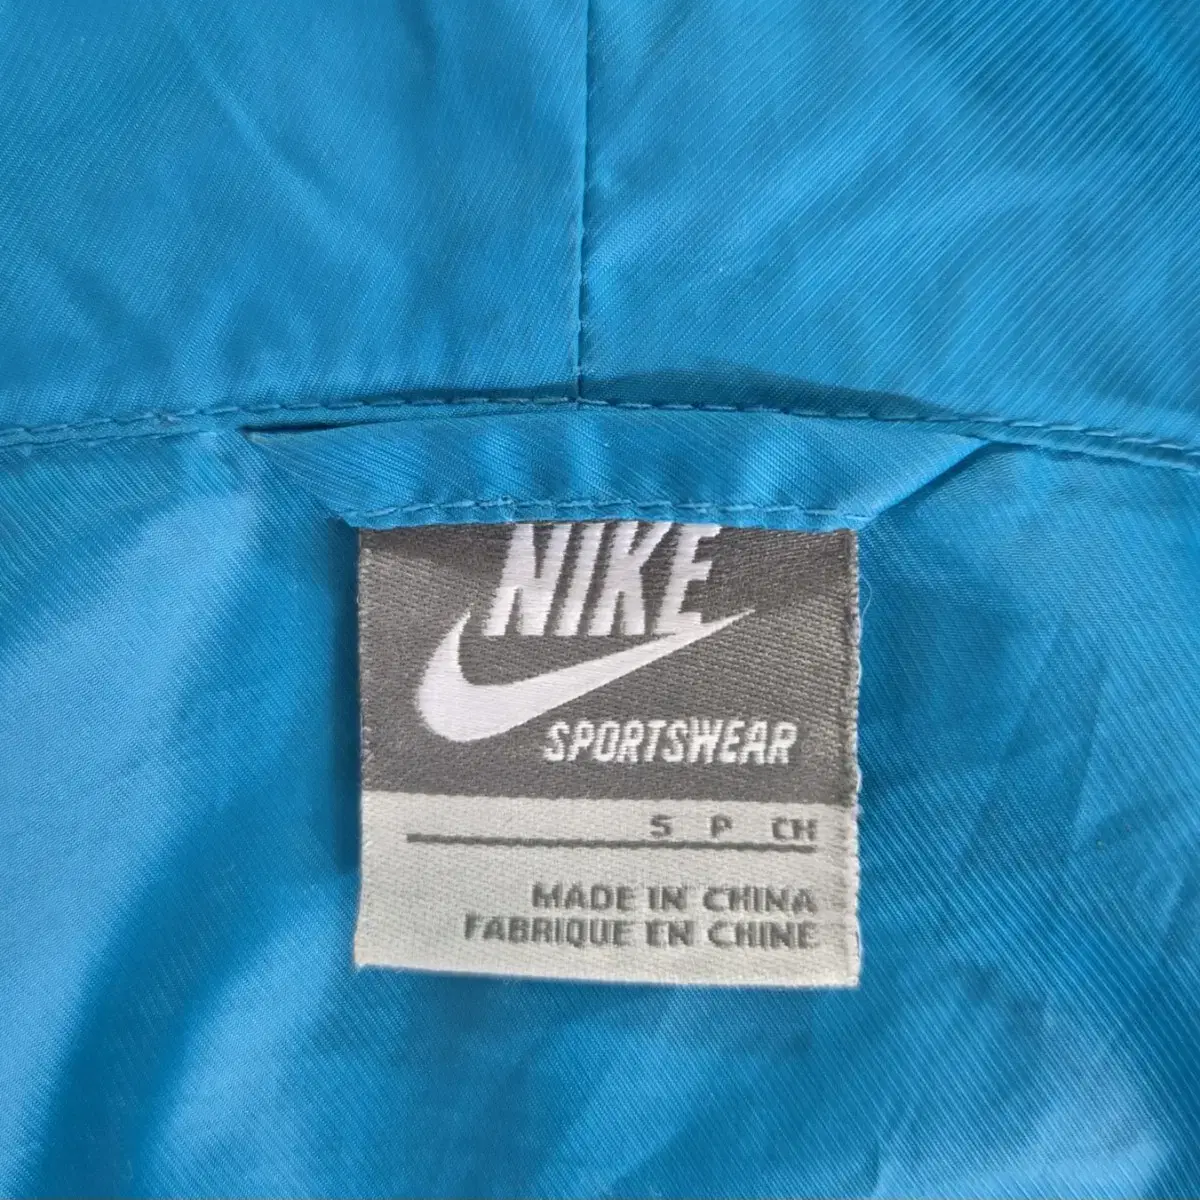 NIKE
SPORTSWEAR
S P CH
MADE IN CHINA
FABRIQUE EN CHINE